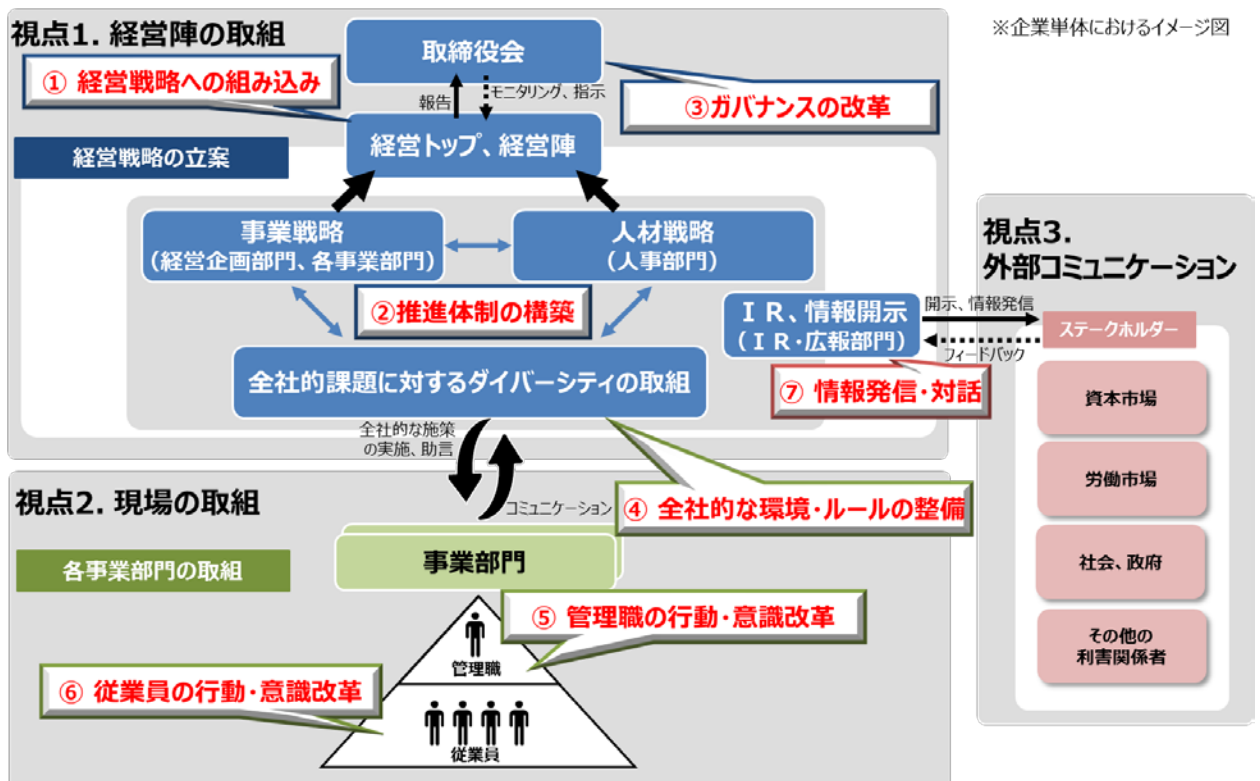 ※企業単体におけるイメージ図
視点1. 経営陣の取組
取締役会
① 経営戦略への組み込み
報告
モニタリング、指示
③ガバナンスの改革
経営トップ、経営陣
経営戦略の立案
事業戦略
(経営企画部門、各事業部門)
人材戦略
(人事部門)
②推進体制の構築
全社的課題に対するダイバーシティの取組
ＩＲ、情報開示
(ＩＲ・広報部門)
⑦ 情報発信・対話
開示、情報発信
フィードバック
視点3.
外部コミュニケーション
ステークホルダー
資本市場
労働市場
社会、政府
その他の
利害関係者
全社的な施策
の実施、助言
コミュニケーション
④ 全社的な環境・ルールの整備
視点2. 現場の取組
各事業部門の取組
事業部門
⑤ 管理職の行動・意識改革
管理職
⑥ 従業員の行動・意識改革
従業員